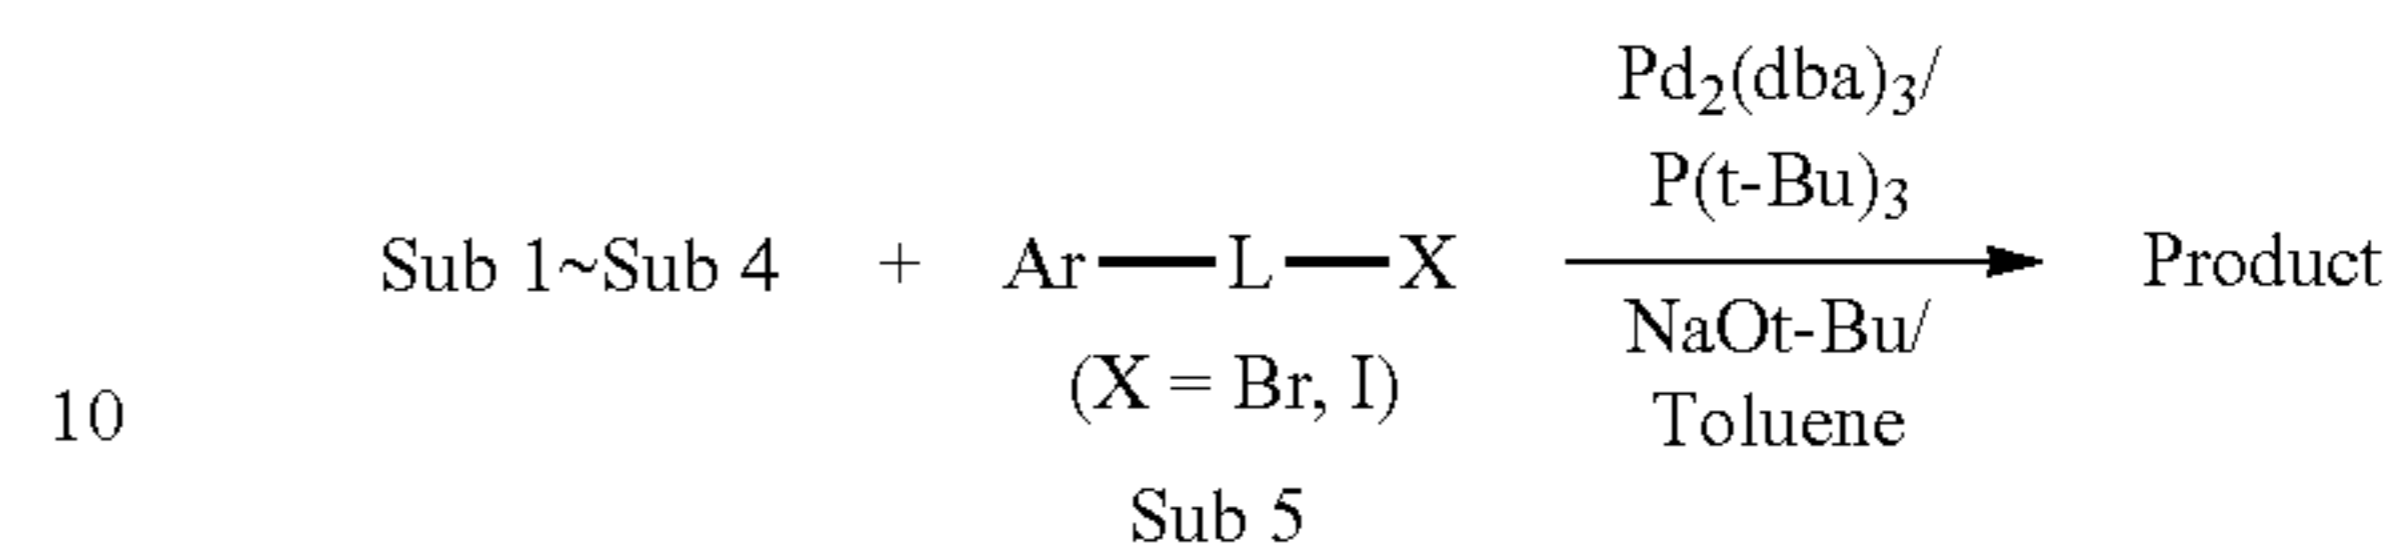 Pd2(dba)3/
P(t-Bu)3
Sub 1~Sub 4 + Ar—L—X Product
NaOt-Bu/
(X = Br, I)
10
Toluene
Sub 5